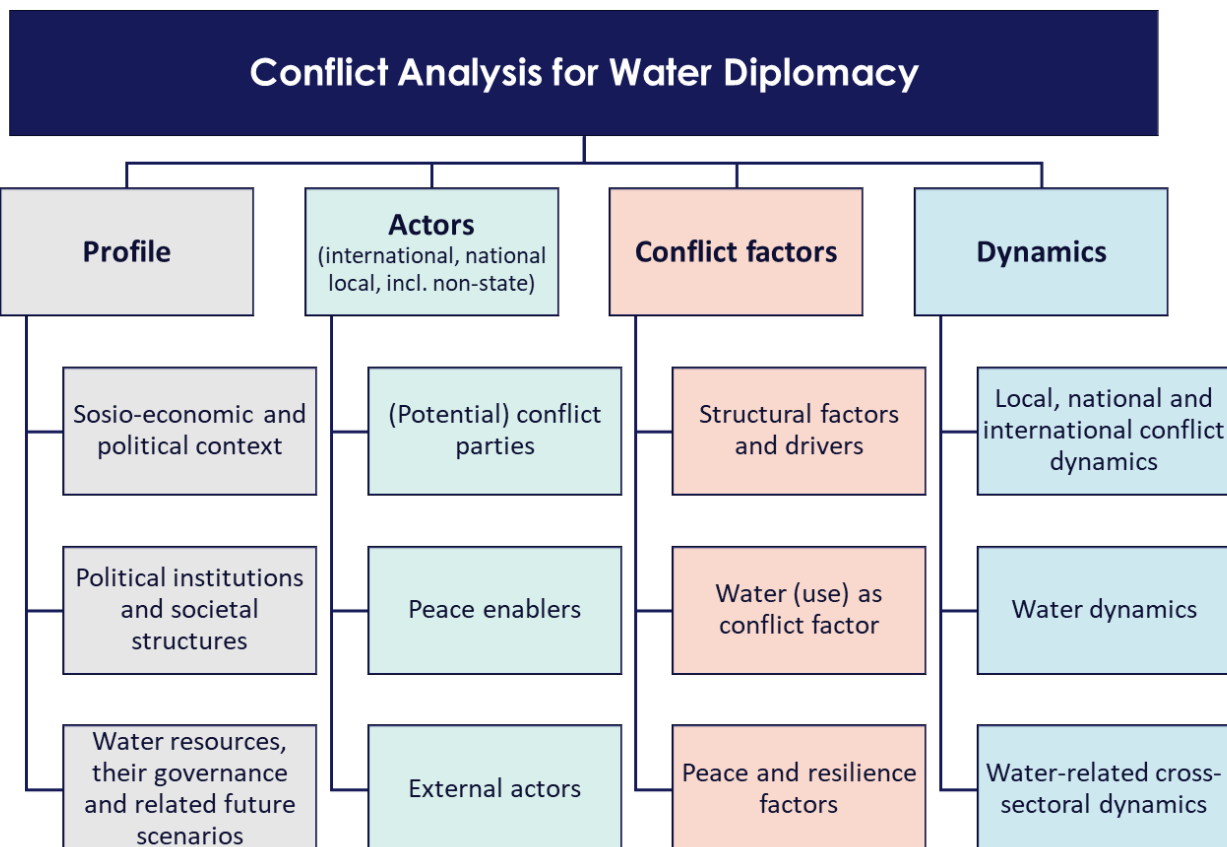 Conflict Analysis for Water Diplomacy
Profile
Sosio-economic and
political context
Political institutions
and societal
structures
Water resources,
their governance
and related future
scenarios
Actors
(international, national
local, incl. non-state)
(Potential) conflict
parties
Peace enablers
External actors
Conflict factors
Structural factors
and drivers
Water (use) as
conflict factor
Peace and resilience
factors
Dynamics
Local, national and
international conflict
dynamics
Water dynamics
Water-related cross-
sectoral dynamics